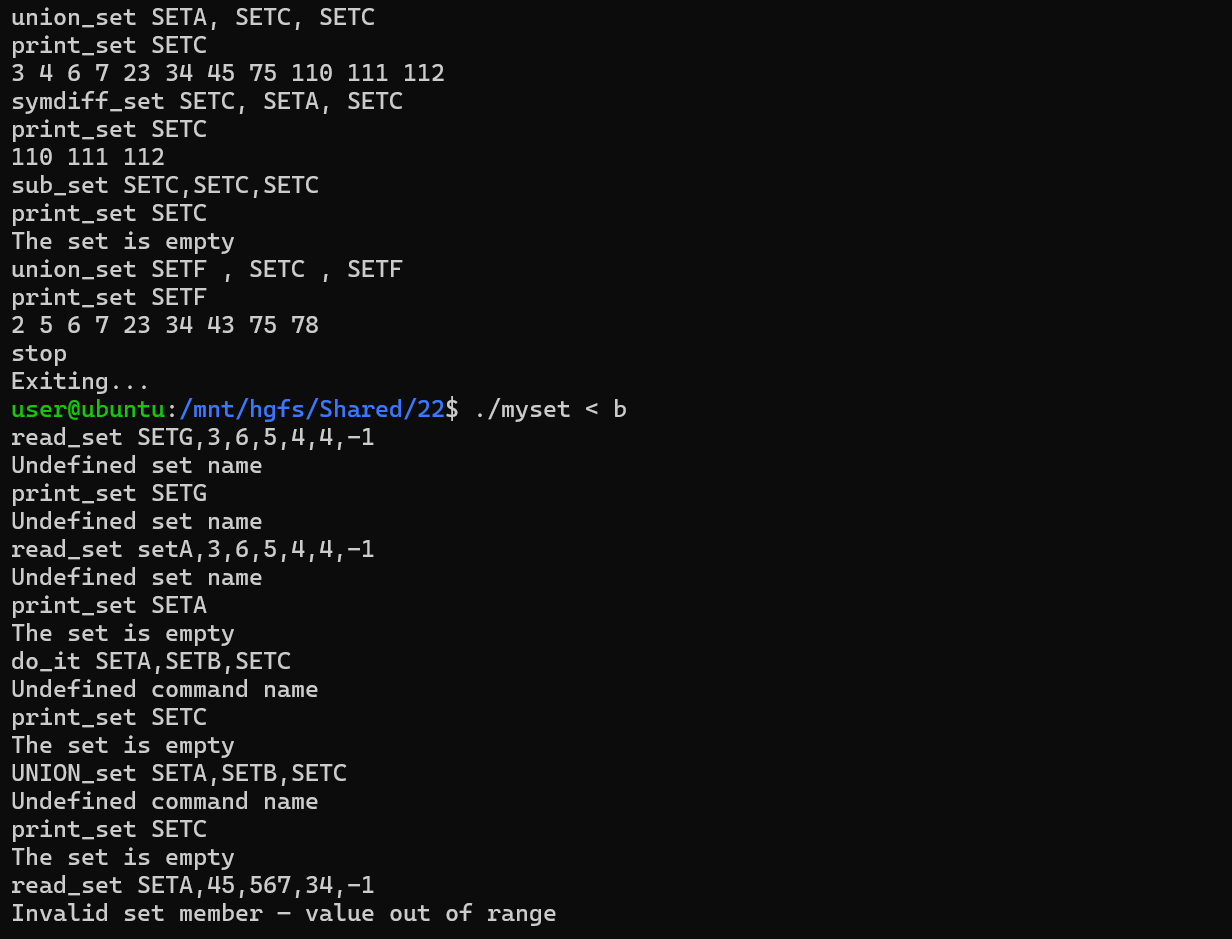 union_set SETA, SETC, SETC
print_set SETC
3 4 6 7 23 34 45 75 110 111 112
symdiff_set SETC, SETA, SETC
print_set SETC
110 111 112
sub_set SETC,SETC,SETC
print_set SETC
The set is empty
union_set SETF , SETC , SETF
print_set SETF
2 5 6 7 23 34 43 75 78
stop
Exiting...
user@ubuntu:/mnt/hgfs/Shared/22$ ./myset < b
read_set SETG,3,6,5,4,4,-1
Undefined set name
print_set SETG
Undefined set name
read_set setA,3,6,5,4,4,-1
Undefined set name
print_set SETA
The set is empty
do_it SETA,SETB,SETC
Undefined command name
print_set SETC
The set is empty
UNION_set SETA,SETB,SETC
Undefined command name
print_set SETC
The set is empty
read_set SETA,45,567,34,-1
Invalid set member - value out of range